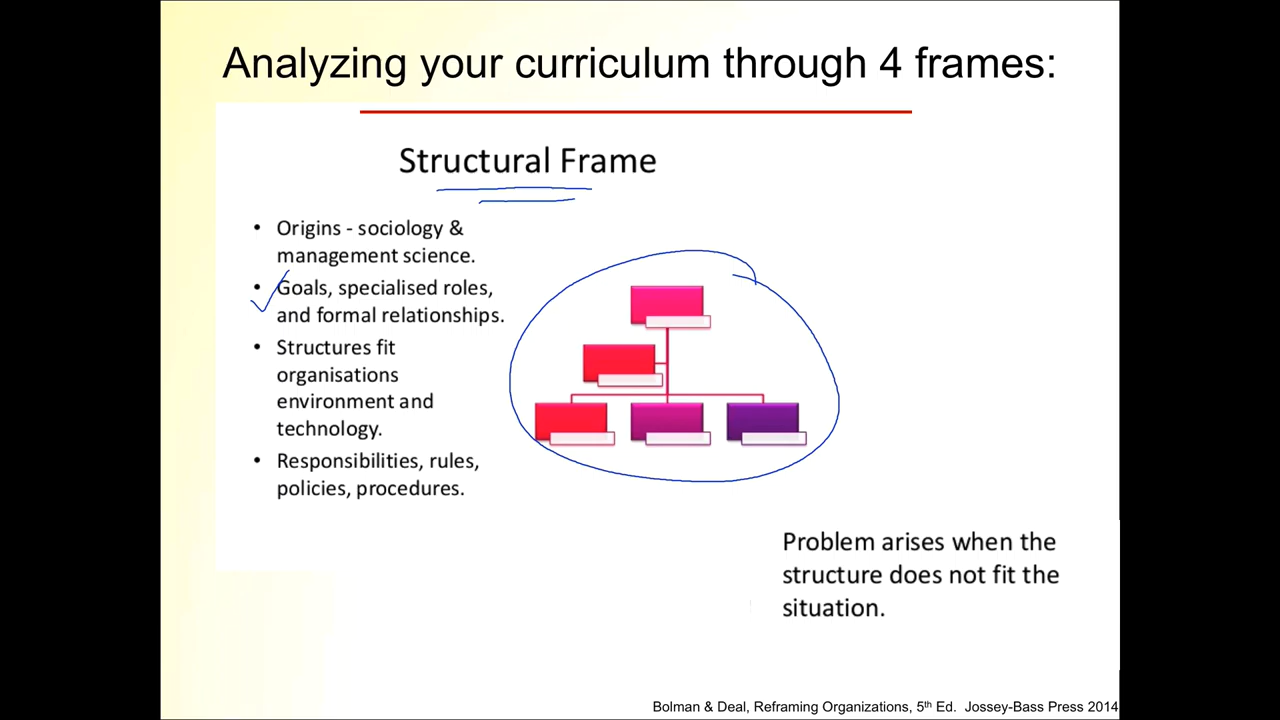 Analyzing your curriculum through 4 frames:
Structural Frame
• Origins - sociology &
management science.
• Goals, specialised roles,
and formal relationships.
• Structures fit
organisations
environment and
technology.
• Responsibilities, rules,
policies, procedures.
Problem arises when the
structure does not fit the
situation.
Bolman & Deal, Reframing Organizations, 5th Ed. Jossey-Bass Press 2014